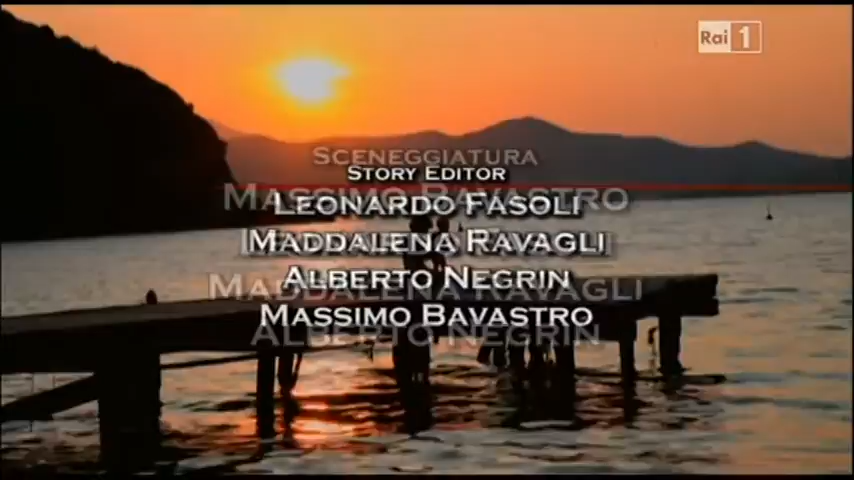 Rai 1
SCENEGGIATURA
STORY EDITOR
MASSIMO BAVASTRO
LEONARDO FASOLI
MADDALENA RAVAGLI
ALBERTO NEGRIN
MADDALENA RAVAGLI
MASSIMO BAVASTRO
ALBERTO NEGRIN